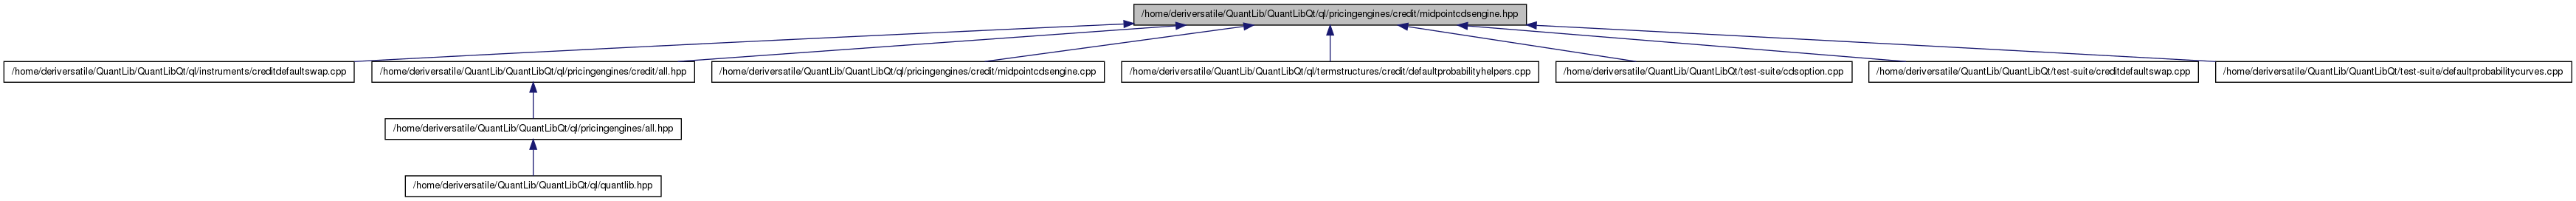 /home/deriversatile/QuantLib/QuantLibQt/ql/pricingengines/credit/midpointcdsengine.hpp
/home/deriversatile/QuantLib/QuantLibQt/ql/instruments/creditdefaultswap.cpp
/home/deriversatile/QuantLib/QuantLibQt/ql/pricingengines/credit/all.hpp
/home/deriversatile/QuantLib/QuantLibQt/ql/pricingengines/credit/midpointcdsengine.cpp
/home/deriversatile/QuantLib/QuantLibQt/ql/termstructures/credit/defaultprobabilityhelpers.cpp
/home/deriversatile/QuantLib/QuantLibQt/test-suite/cdsoption.cpp
/home/deriversatile/QuantLib/QuantLibQt/test-suite/creditdefaultswap.cpp
/home/deriversatile/QuantLib/QuantLibQt/test-suite/defaultprobabilitycurves.cpp
/home/deriversatile/QuantLib/QuantLibQt/ql/pricingengines/all.hpp
/home/deriversatile/QuantLib/QuantLibQt/ql/quantlib.hpp